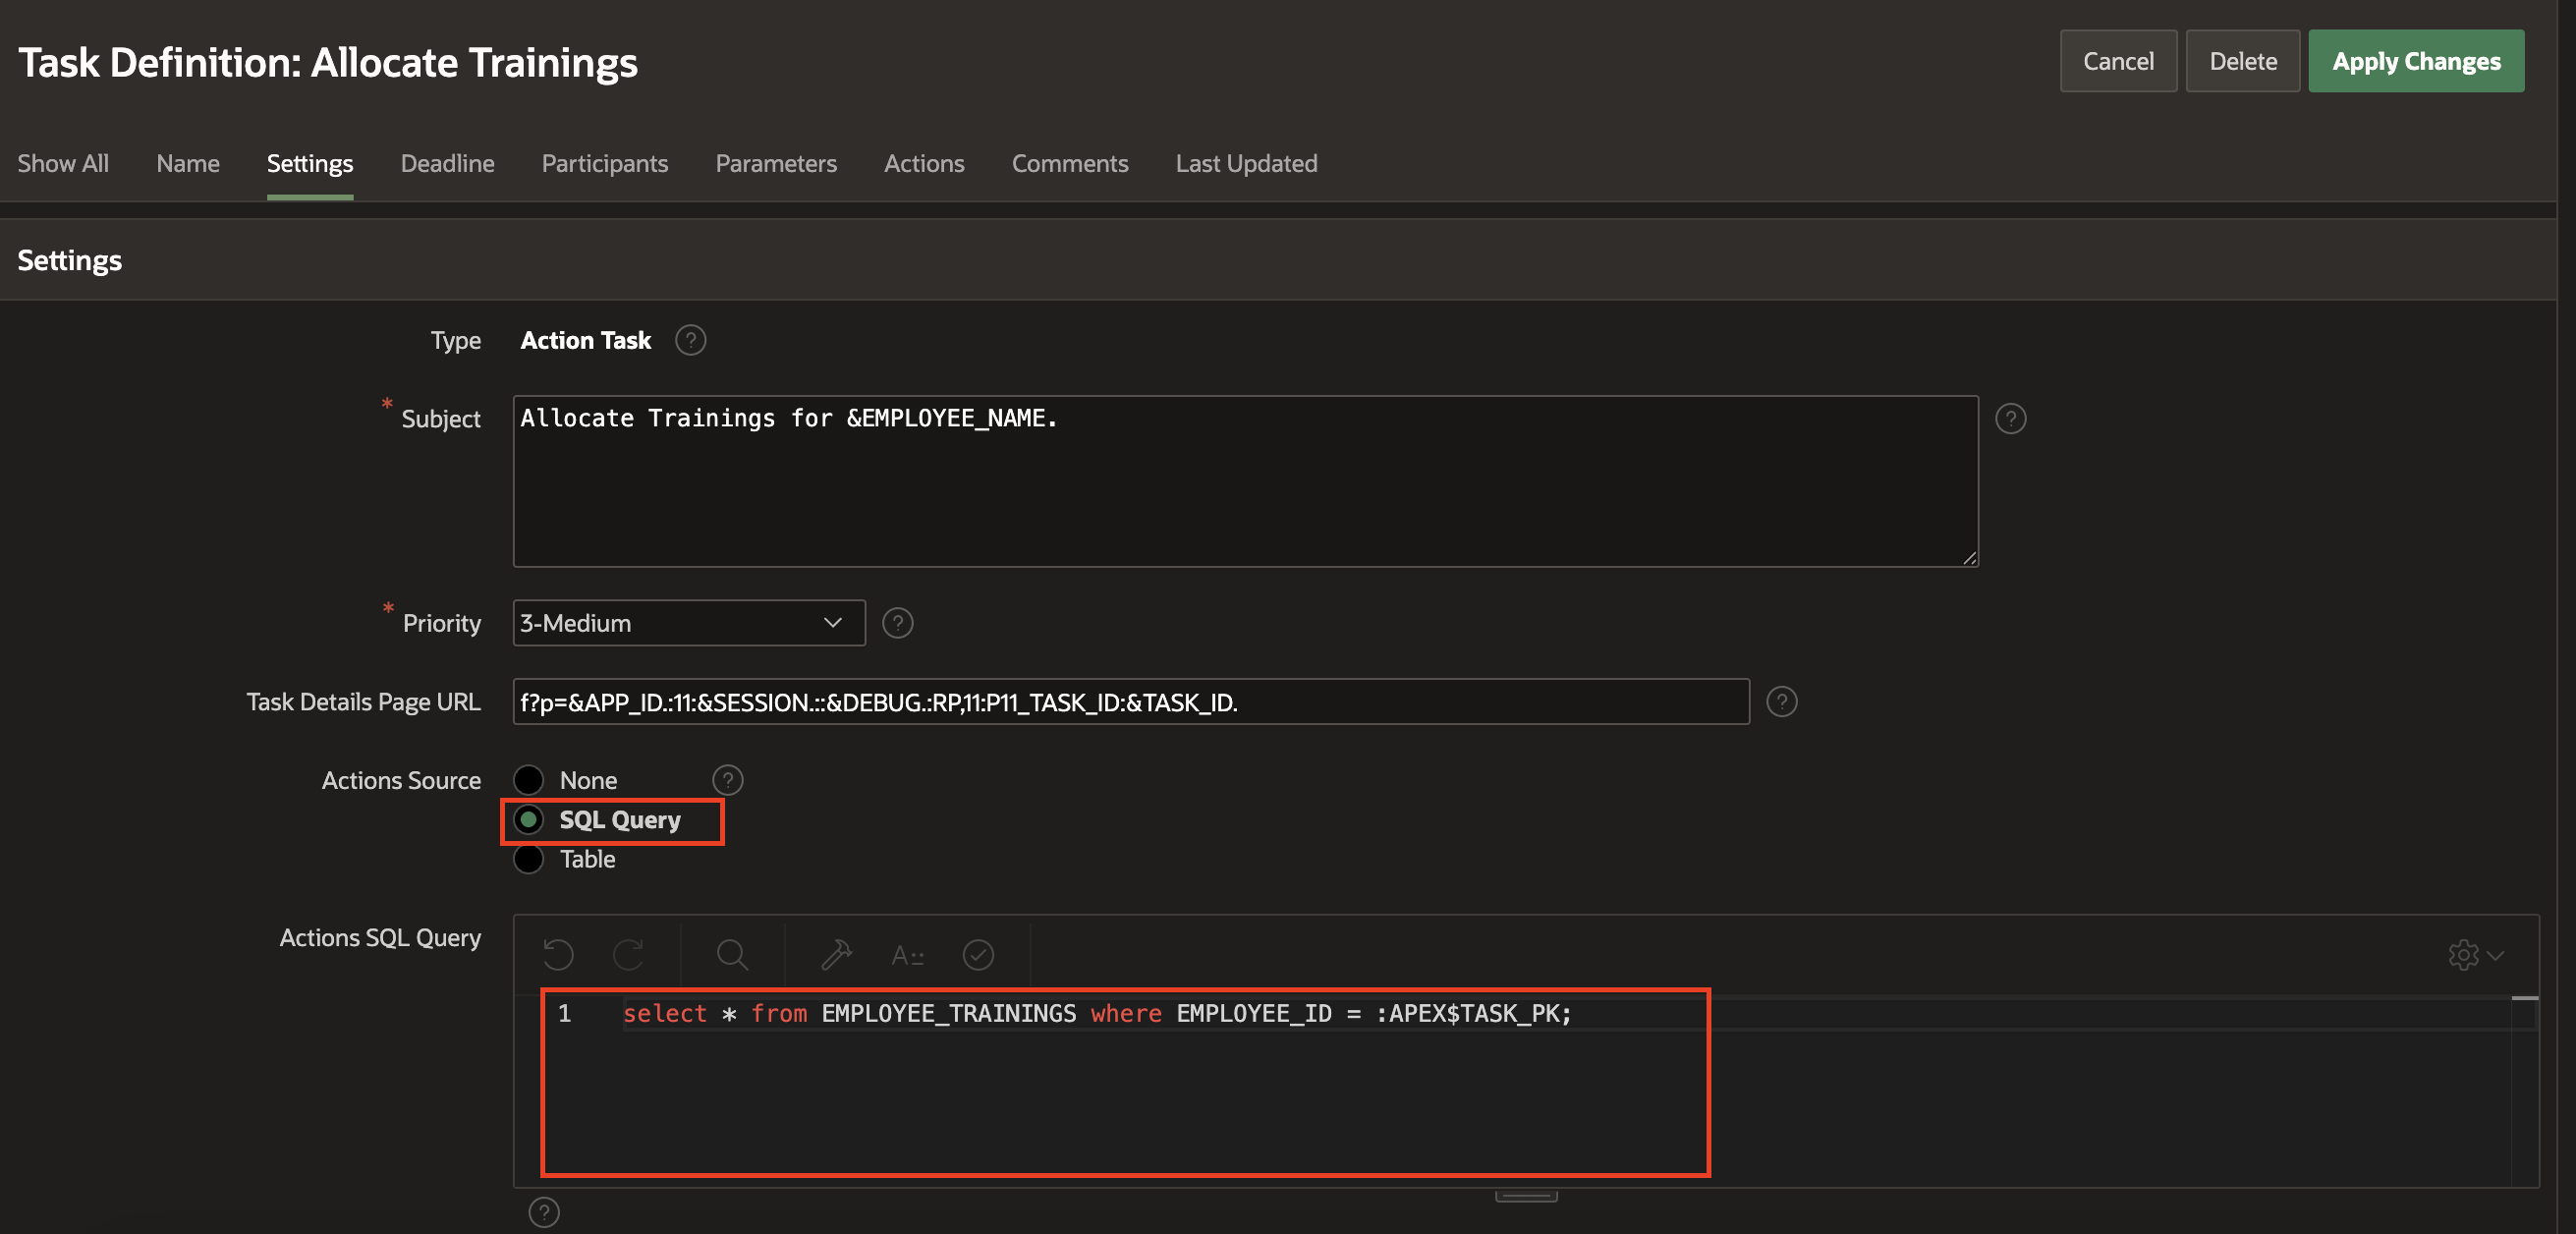 Task Definition: Allocate Trainings
Cancel
Delete
Apply Changes
Show All
Name
Settings
Deadline
Participants
Parameters
Actions
Comments
Last Updated
Settings
Type
Action Task
?
* Subject
Allocate Trainings for &EMPLOYEE_NAME.
?
* Priority
3-Medium
?
Task Details Page URL
f?p=&APP_ID.:11:&SESSION.::&DEBUG.:RP,11:P11_TASK_ID:&TASK_ID.
?
Actions Source
None
?
SQL Query
Table
Actions SQL Query
A::
1 select * from EMPLOYEE_TRAININGS where EMPLOYEE_ID = :APEX$TASK_PK;
?